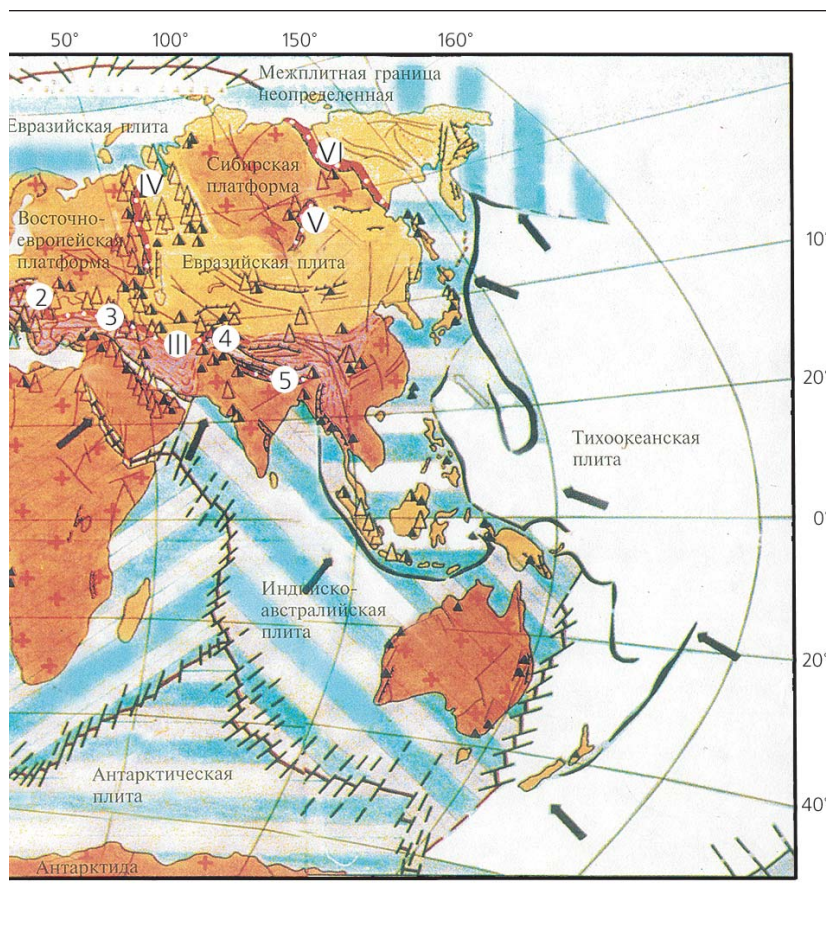 50° 100° 150° 160°
Межплитная граница
неопределенная
Евразийская плита
VI
Сибирская
платформа
IV
V
Восточно-
европейская
платформа
10°
Евразийская плита
2
3
III
4
5
20°
Тихоокеанская
плита
0°
Индийско-
австралийская
плита
20°
Антарктическая
плита
40°
Антарктида